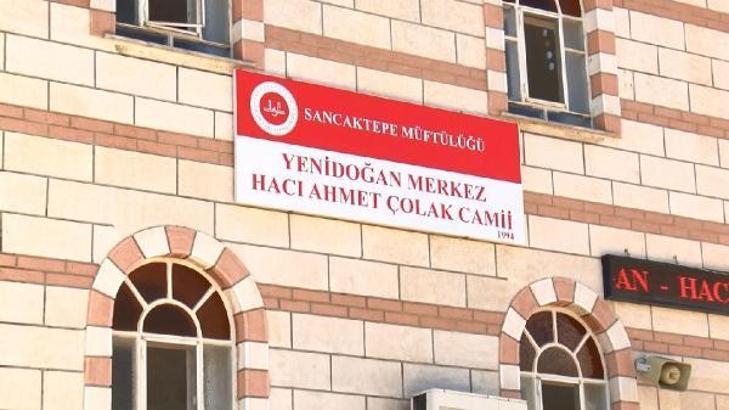 SANCAKTEPE MÜFTÜLÜĞÜ
YENİDOĞAN MERKEZ
HACI AHMET ÇOLAK CAMİİ
1994
AN - HAC